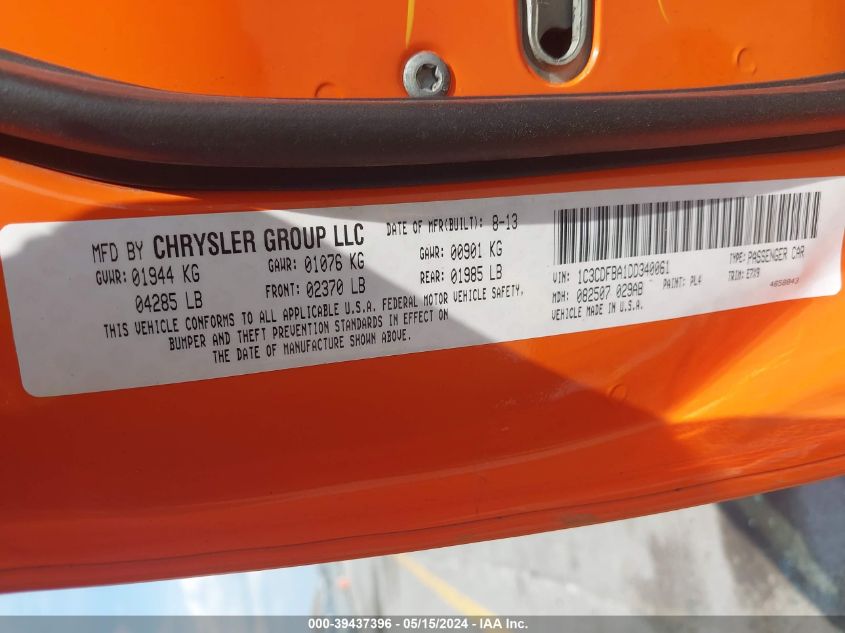 MFD BY CHRYSLER GROUP LLC
DATE OF MFR(BUILT): 8-13
GVWR: 01944 KG
04285 LB
GAWR: 01076 KG
FRONT: 02370 LB
GAWR: 00901 KG
REAR: 01985 LB
THIS VEHICLE CONFORMS TO ALL APPLICABLE U.S.A. FEDERAL MOTOR VEHICLE SAFETY,
BUMPER AND THEFT PREVENTION STANDARDS IN EFFECT ON
THE DATE OF MANUFACTURE SHOWN ABOVE.
VIN: 1C3CDFBA1DD340061
TYPE: PASSENGER CAR
MDH: 082507 029AB
PAINT: PL4
TRIM: E7X9
VEHICLE MADE IN U.S.A.
4658843
00-39437396 - 05/15/2024 - IAA Inc.